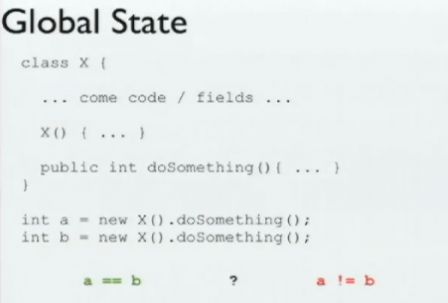 Global State
class X {
... come code / fields ...
X() { ... }
public int doSomething(){ ... }
}
int a = new X().doSomething();
int b = new X().doSomething();
a == b ? a != b